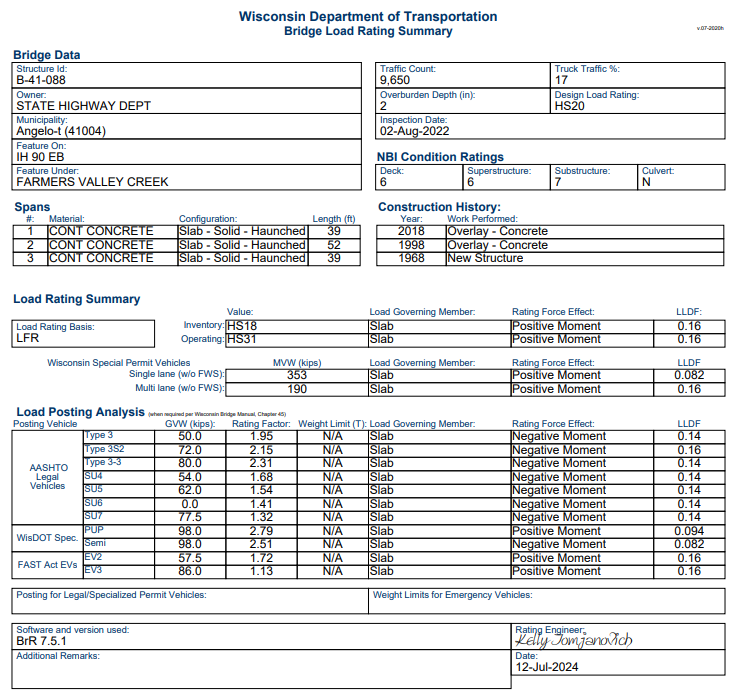 Wisconsin Department of Transportation
Bridge Load Rating Summary
v.07-2020h
Bridge Data
Structure Id:
B-41-088
Traffic Count:
9,650
Truck Traffic %:
17
Owner:
STATE HIGHWAY DEPT
Overburden Depth (in):
2
Design Load Rating:
HS20
Municipality:
Angelo-t (41004)
Inspection Date:
02-Aug-2022
Feature On:
IH 90 EB
NBI Condition Ratings
Feature Under:
FARMERS VALLEY CREEK
Deck:
6
Superstructure:
6
Substructure:
7
Culvert:
N
Spans
#: Material: Configuration: Length (ft)
1 CONT CONCRETE Slab - Solid - Haunched 39
2 CONT CONCRETE Slab - Solid - Haunched 52
3 CONT CONCRETE Slab - Solid - Haunched 39
Construction History:
Year: Work Performed:
2018 Overlay - Concrete
1998 Overlay - Concrete
1968 New Structure
Load Rating Summary
Value: Load Governing Member: Rating Force Effect: LLDF:
Load Rating Basis:
LFR
Inventory: HS18 Slab Positive Moment 0.16
Operating: HS31 Slab Positive Moment 0.16
Wisconsin Special Permit Vehicles MVW (kips) Load Governing Member: Rating Force Effect: LLDF
Single lane (w/o FWS): 353 Slab Positive Moment 0.082
Multi lane (w/o FWS): 190 Slab Positive Moment 0.16
Load Posting Analysis (when required per Wisconsin Bridge Manual, Chapter 45)
Posting Vehicle GVW (kips): Rating Factor: Weight Limit (T): Load Governing Member: Rating Force Effect: LLDF
AASHTO Legal Vehicles
Type 3 50.0 1.95 N/A Slab Negative Moment 0.14
Type 3S2 72.0 2.15 N/A Slab Positive Moment 0.16
Type 3-3 80.0 2.31 N/A Slab Negative Moment 0.14
SU4 54.0 1.68 N/A Slab Negative Moment 0.14
SU5 62.0 1.54 N/A Slab Negative Moment 0.14
SU6 0.0 1.41 N/A Slab Negative Moment 0.14
SU7 77.5 1.32 N/A Slab Negative Moment 0.14
WisDOT Spec.
PUP 98.0 2.79 N/A Slab Positive Moment 0.094
Semi 98.0 2.51 N/A Slab Negative Moment 0.082
FAST Act EVs
EV2 57.5 1.72 N/A Slab Positive Moment 0.16
EV3 86.0 1.13 N/A Slab Positive Moment 0.16
Posting for Legal/Specialized Permit Vehicles:
Weight Limits for Emergency Vehicles:
Software and version used:
BrR 7.5.1
Rating Engineer:
Kelly Tomjanovich
Additional Remarks:
Date:
12-Jul-2024